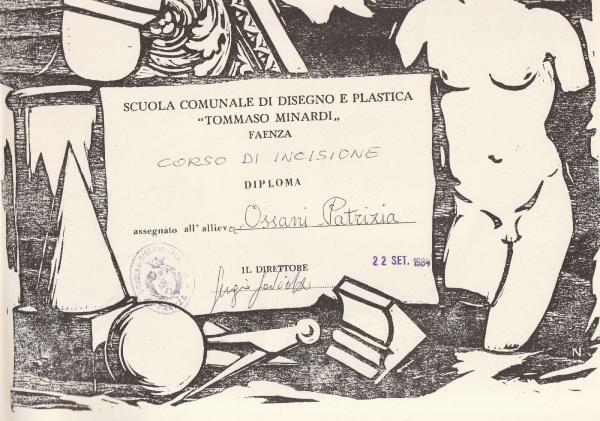 SCUOLA COMUNALE DI DISEGNO E PLASTICA
"TOMMASO MINARDI„
FAENZA
CORSO DI INCISIONE
DIPLOMA
assegnato all' allieva Ossani Patrizia
IL DIRETTORE
22 SET. 1984
N